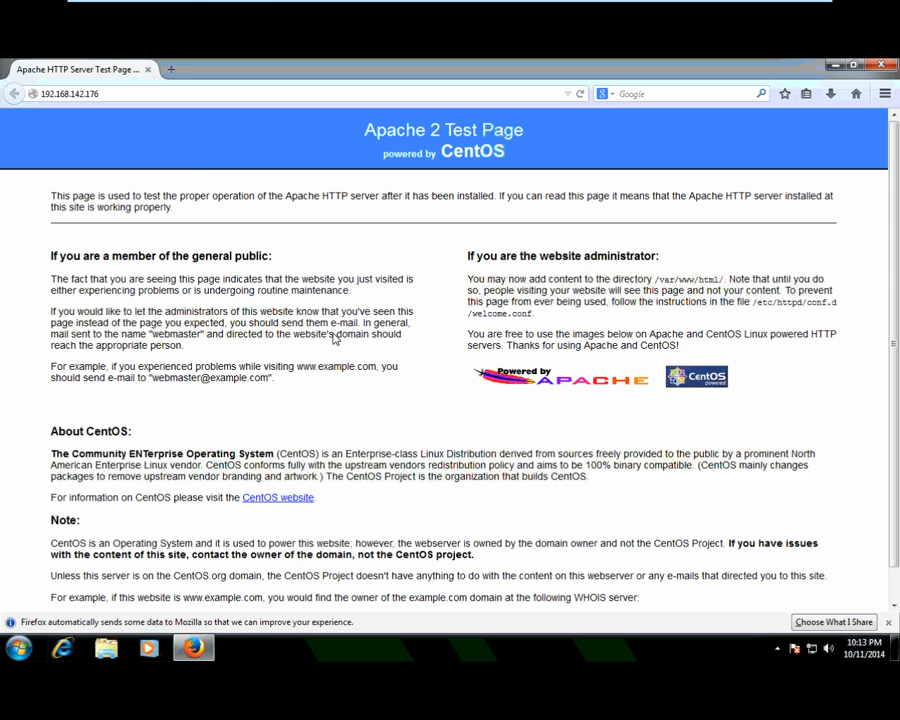 Apache HTTP Server Test Page ...
192.168.142.176
Google
Apache 2 Test Page
powered by CentOS
This page is used to test the proper operation of the Apache HTTP server after it has been installed. If you can read this page it means that the Apache HTTP server installed at
this site is working properly.
If you are a member of the general public:
The fact that you are seeing this page indicates that the website you just visited is
either experiencing problems or is undergoing routine maintenance.
If you would like to let the administrators of this website know that you've seen this
page instead of the page you expected, you should send them e-mail. In general,
mail sent to the name "webmaster" and directed to the website's domain should
reach the appropriate person.
For example, if you experienced problems while visiting www.example.com, you
should send e-mail to "webmaster@example.com".
If you are the website administrator:
You may now add content to the directory /var/www/html/. Note that until you do
so, people visiting your website will see this page and not your content. To prevent
this page from ever being used, follow the instructions in the file /etc/httpd/conf.d
/welcome.conf.
You are free to use the images below on Apache and CentOS Linux powered HTTP
servers. Thanks for using Apache and CentOS!
Powered by
APACHE
CentOS
powered
About CentOS:
The Community ENTerprise Operating System (CentOS) is an Enterprise-class Linux Distribution derived from sources freely provided to the public by a prominent North
American Enterprise Linux vendor. CentOS conforms fully with the upstream vendors redistribution policy and aims to be 100% binary compatible. (CentOS mainly changes
packages to remove upstream vendor branding and artwork.) The CentOS Project is the organization that builds CentOS.
For information on CentOS please visit the CentOS website.
Note:
CentOS is an Operating System and it is used to power this website; however, the webserver is owned by the domain owner and not the CentOS Project. If you have issues
with the content of this site, contact the owner of the domain, not the CentOS project.
Unless this server is on the CentOS.org domain, the CentOS Project doesn't have anything to do with the content on this webserver or any e-mails that directed you to this site.
For example, if this website is www.example.com, you would find the owner of the example.com domain at the following WHOIS server:
Firefox automatically sends some data to Mozilla so that we can improve your experience.
Choose What I Share
10:13 PM
10/11/2014